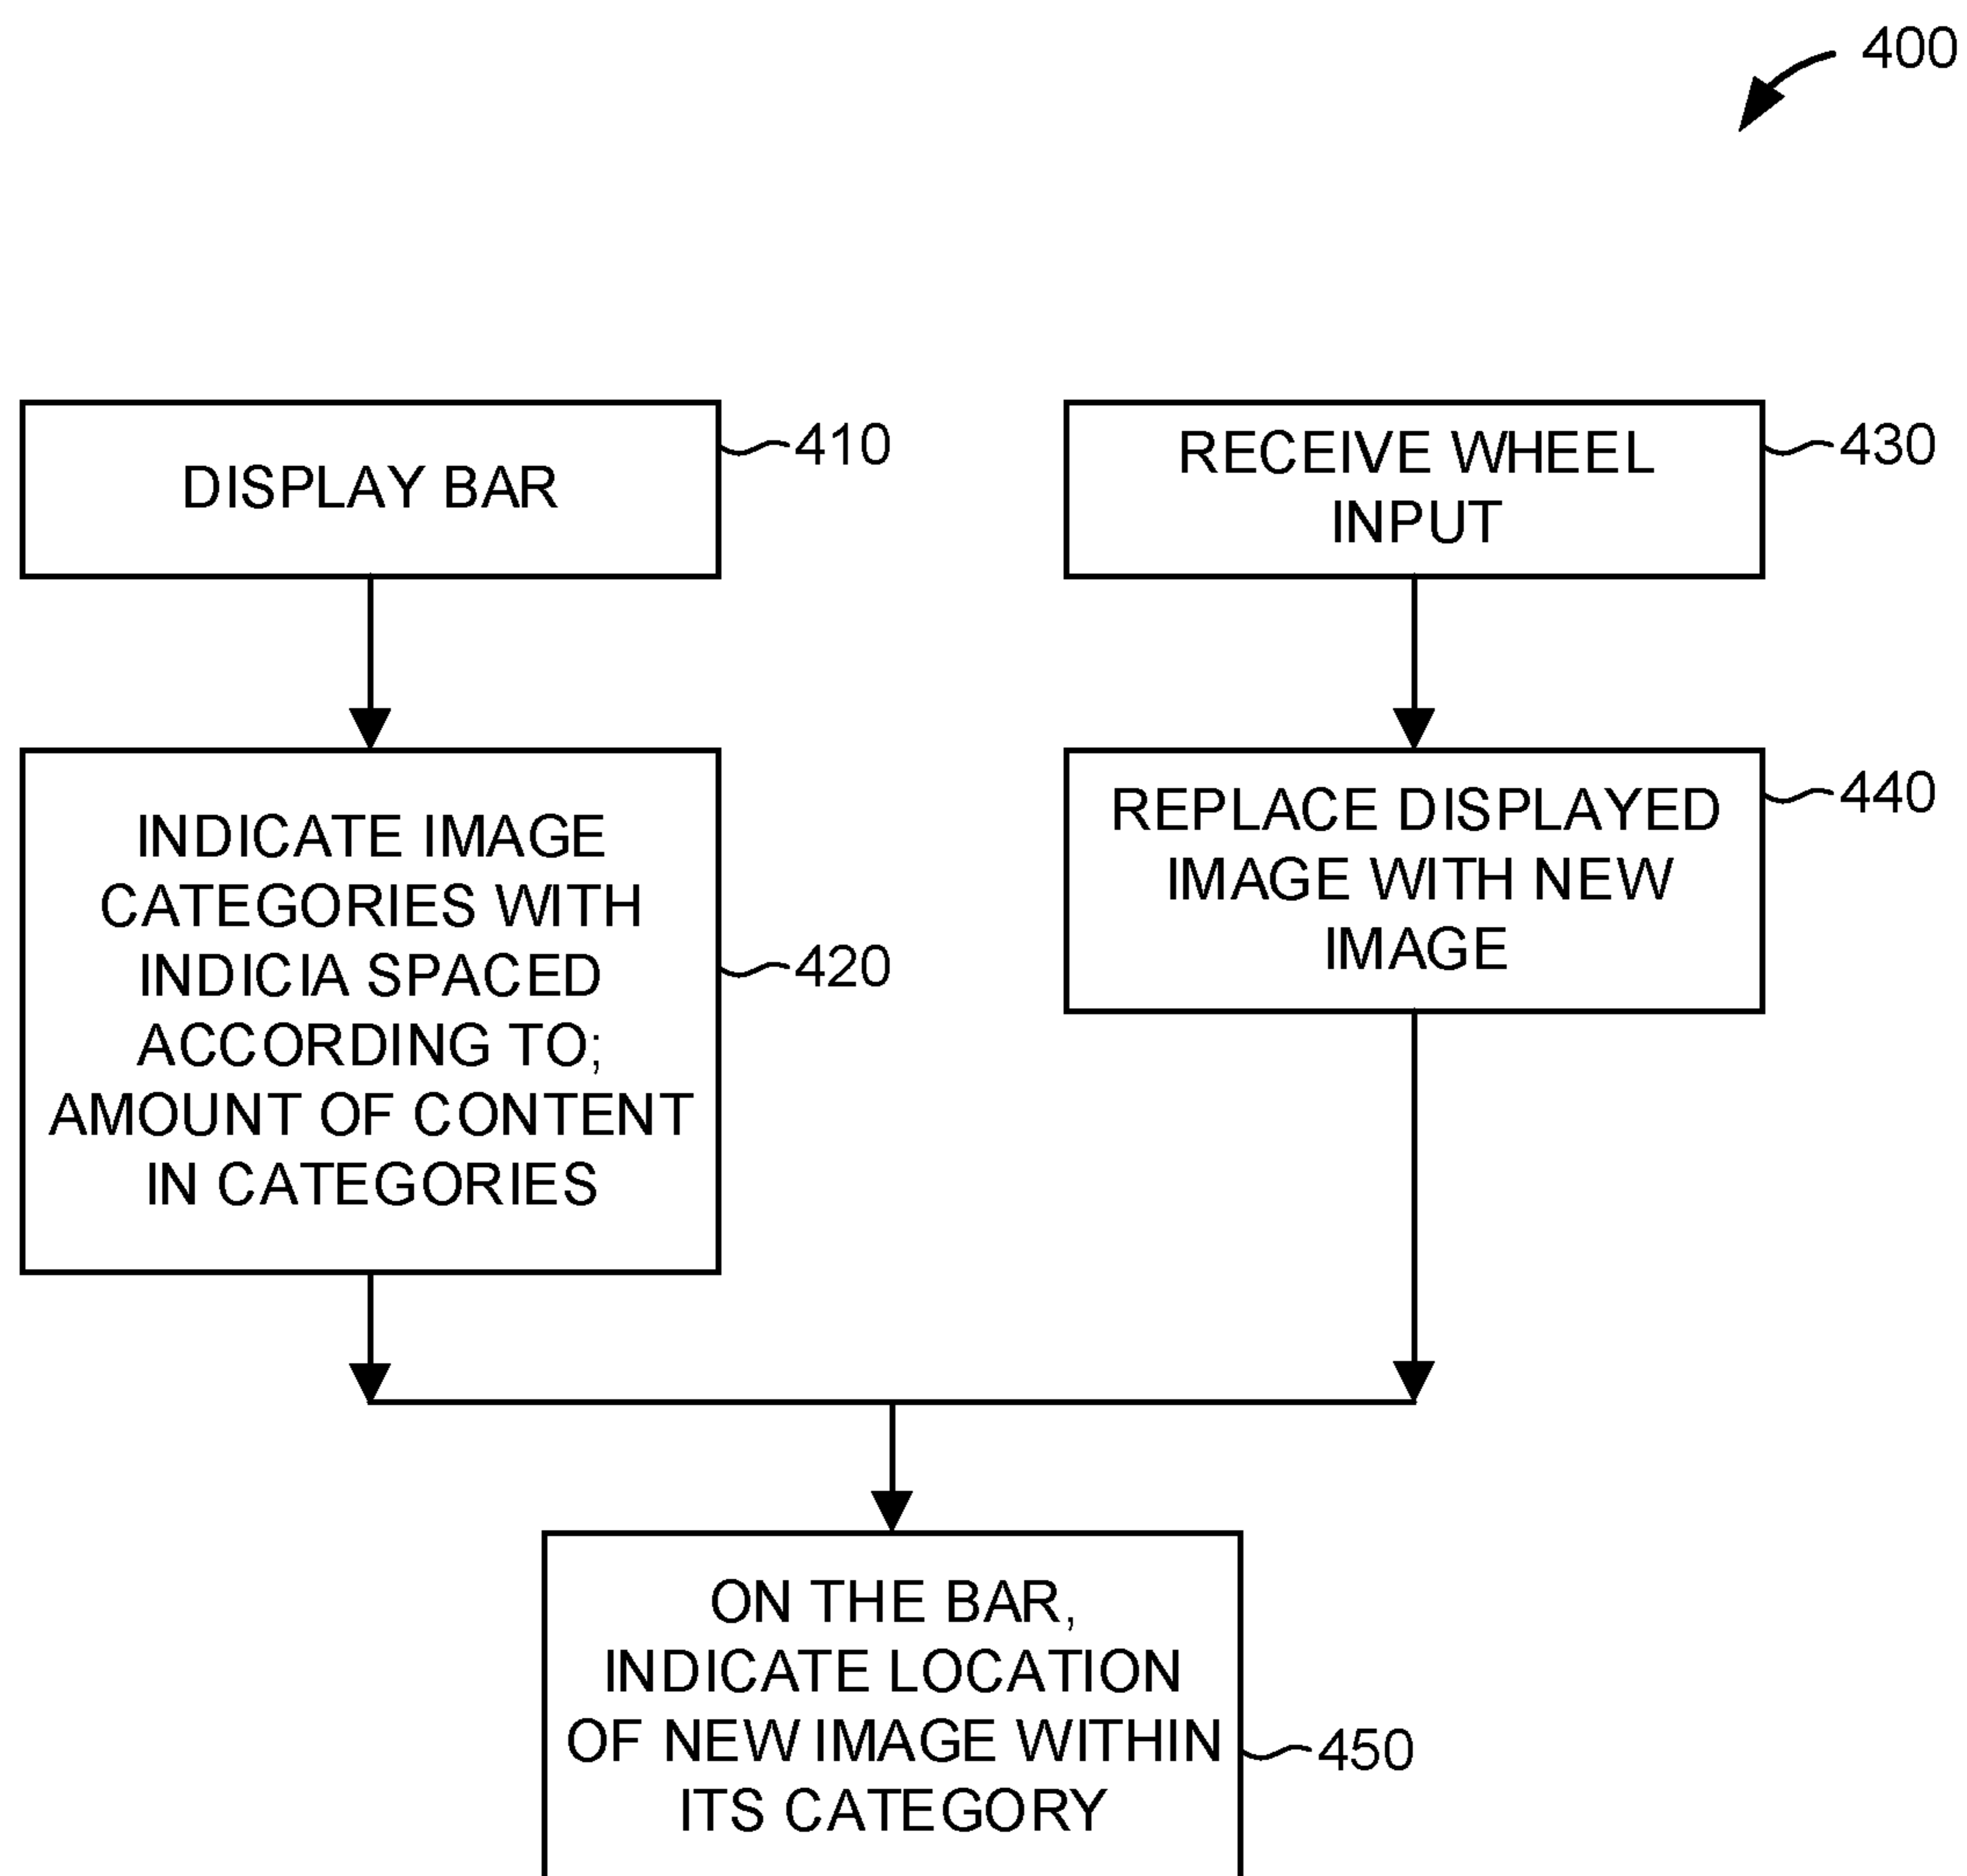 400
DISPLAY BAR
410
RECEIVE WHEEL
INPUT
430
INDICATE IMAGE
CATEGORIES WITH
INDICIA SPACED
ACCORDING TO;
AMOUNT OF CONTENT
IN CATEGORIES
420
REPLACE DISPLAYED
IMAGE WITH NEW
IMAGE
440
ON THE BAR,
INDICATE LOCATION
OF NEW IMAGE WITHIN
ITS CATEGORY
450